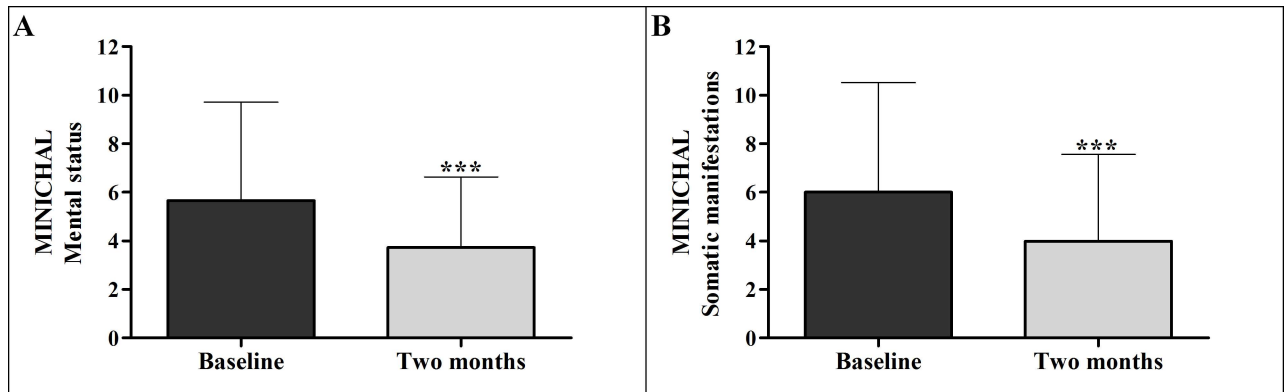 A
MINICHAL
Mental status
12
10
8
6
4
2
0
***
Baseline
Two months
B
MINICHAL
Somatic manifestations
12
10
8
6
4
2
0
***
Baseline
Two months